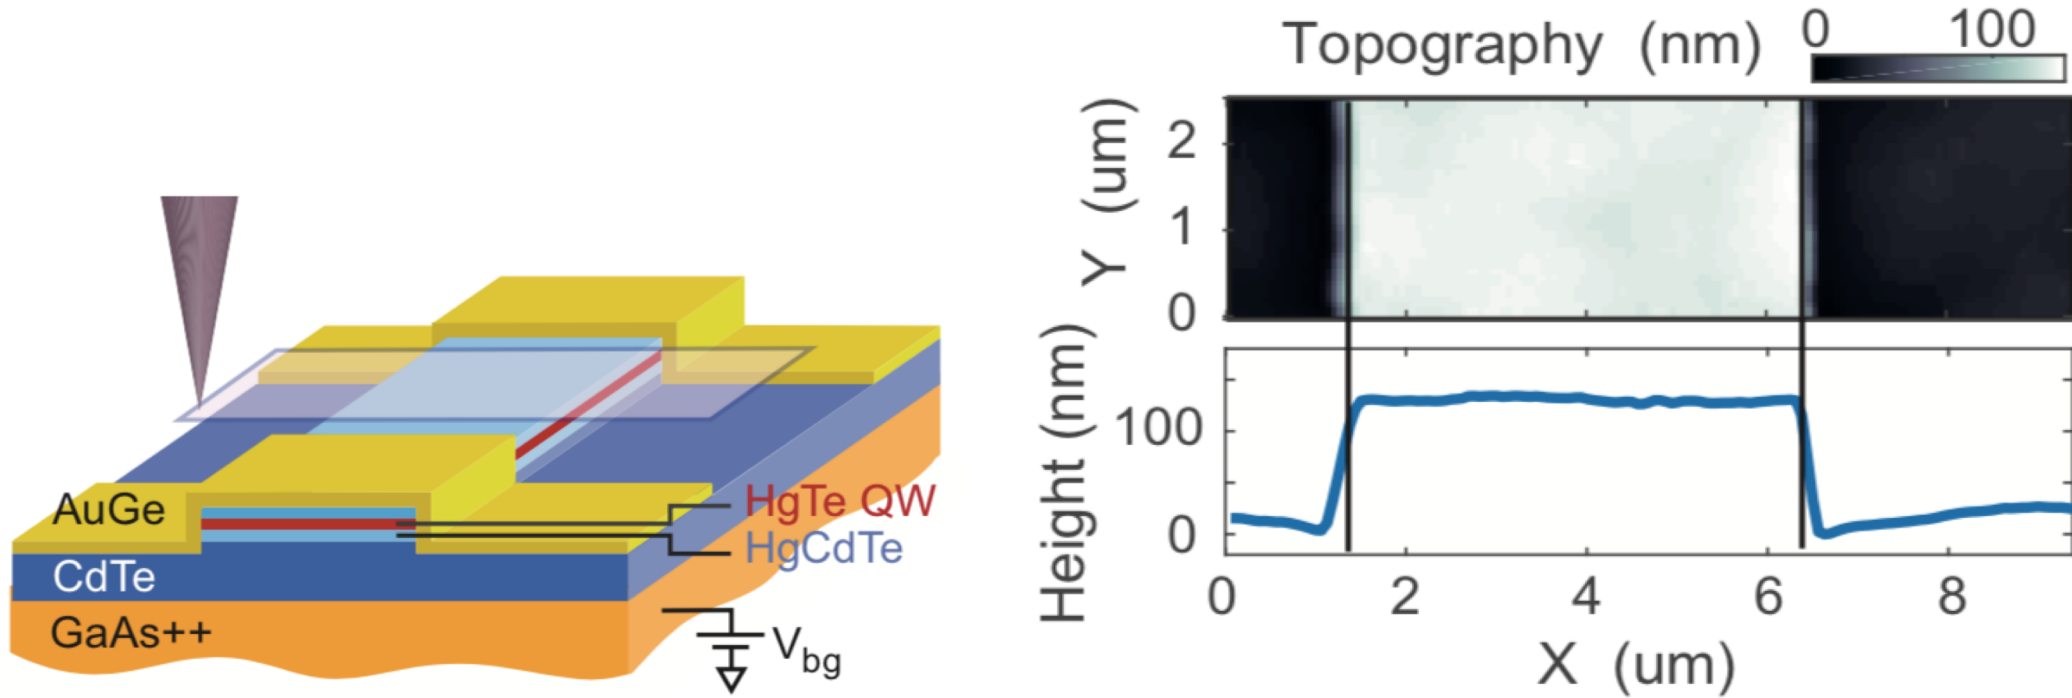 AuGe
CdTe
GaAs++
HgTe QW
HgCdTe
Vbg
Topography (nm)
0 100
Y (um)
2
1
0
Height (nm)
100
0
0 2 4 6 8
X (um)